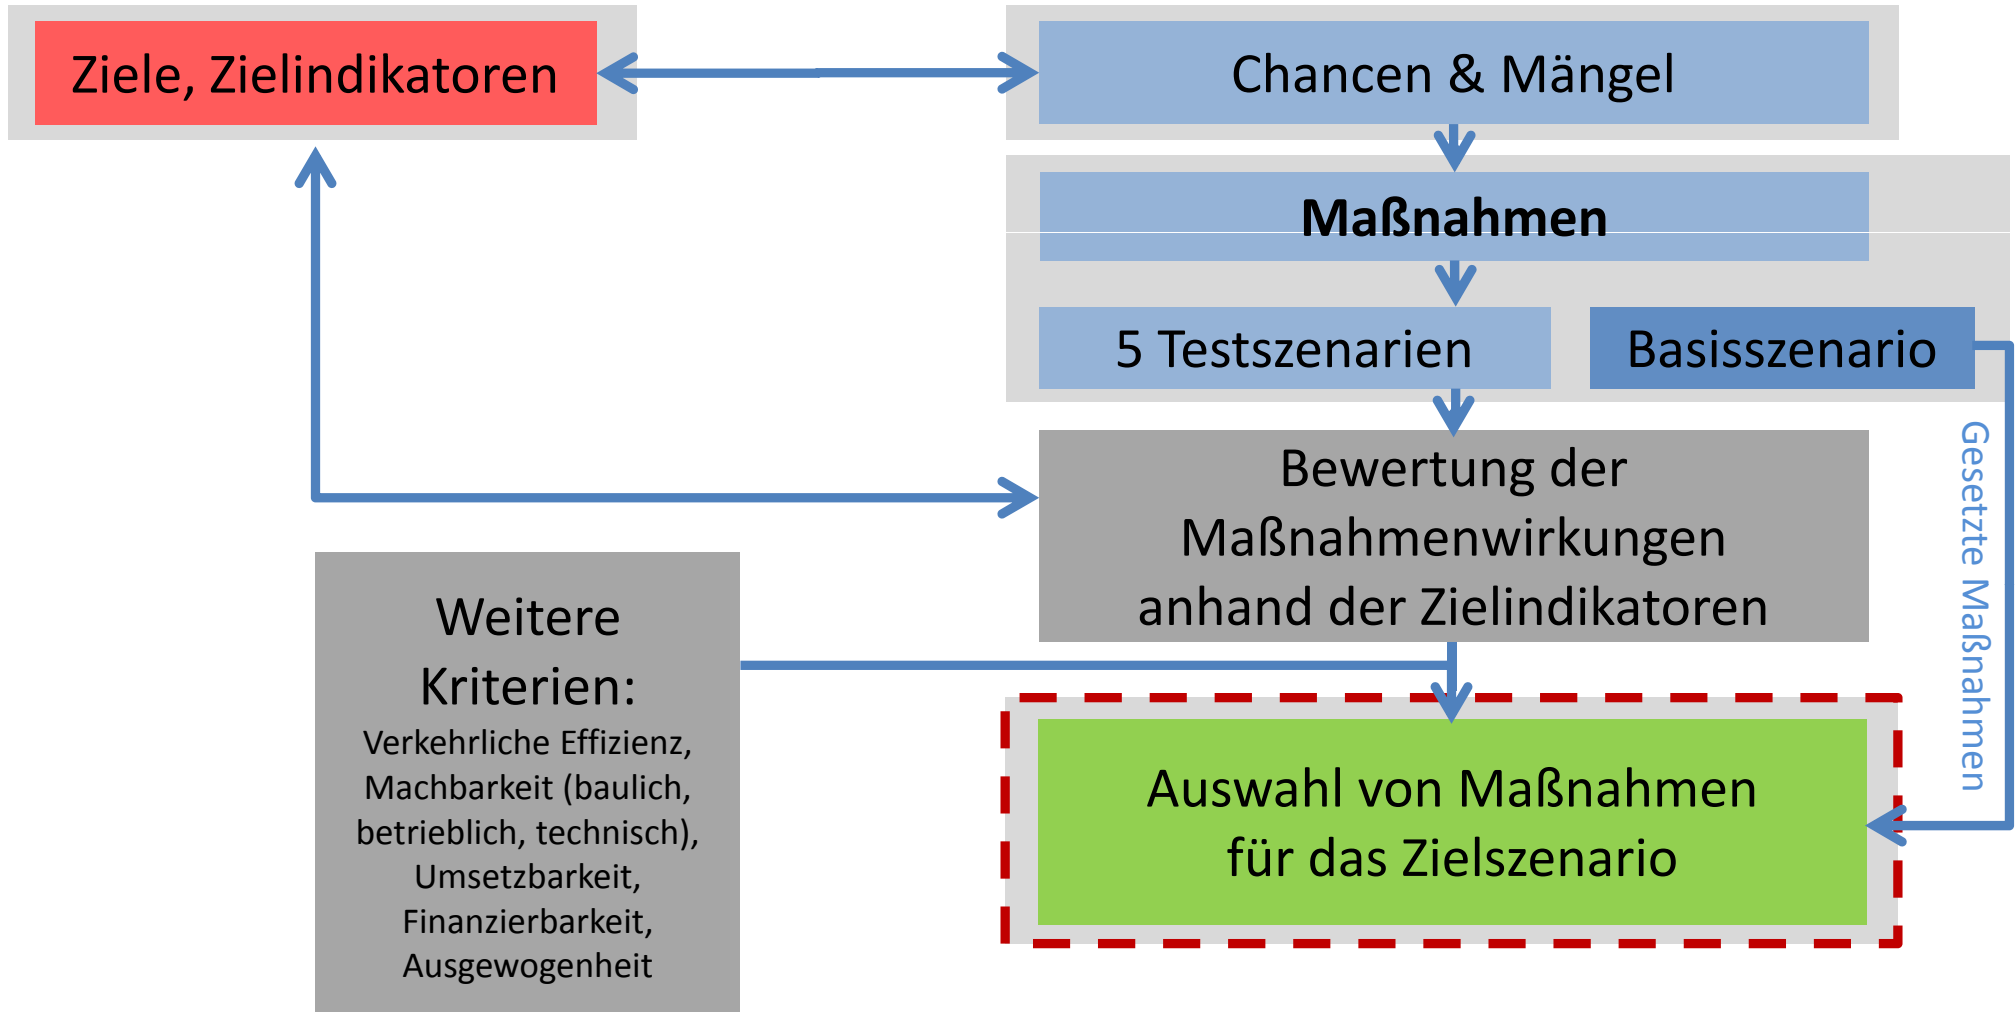 Ziele, Zielindikatoren
Chancen & Mängel
Maßnahmen
5 Testszenarien
Basisszenario
Gesetzte Maßnahmen
Bewertung der
Maßnahmenwirkungen
anhand der Zielindikatoren
Weitere
Kriterien:
Verkehrliche Effizienz,
Machbarkeit (baulich,
betrieblich, technisch),
Umsetzbarkeit,
Finanzierbarkeit,
Ausgewogenheit
Auswahl von Maßnahmen
für das Zielszenario